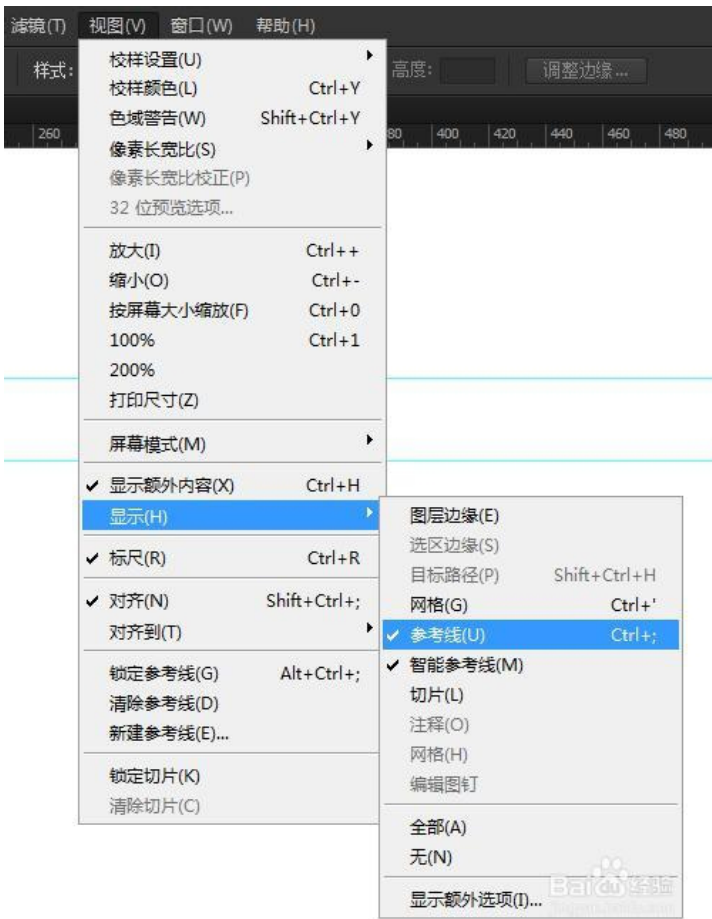 滤镜(T) 视图(V) 窗口(W) 帮助(H)
样式: 高度: 调整边缘...
260 80 400 420 440 460 480
校样设置(U)
校样颜色(L) Ctrl+Y
色域警告(W) Shift+Ctrl+Y
像素长宽比(S)
像素长宽比校正(P)
32 位预览选项...
放大(I) Ctrl++
缩小(O) Ctrl+-
按屏幕大小缩放(F) Ctrl+0
100% Ctrl+1
200%
打印尺寸(Z)
屏幕模式(M)
显示额外内容(X) Ctrl+H
显示(H)
标尺(R) Ctrl+R
对齐(N) Shift+Ctrl+;
对齐到(T)
锁定参考线(G) Alt+Ctrl+;
清除参考线(D)
新建参考线(E)...
锁定切片(K)
清除切片(C)
图层边缘(E)
选区边缘(S)
目标路径(P) Shift+Ctrl+H
网格(G) Ctrl+'
参考线(U) Ctrl+;
智能参考线(M)
切片(L)
注释(O)
网格(H)
编辑图钉
全部(A)
无(N)
显示额外选项(I)...
Baidu 经验